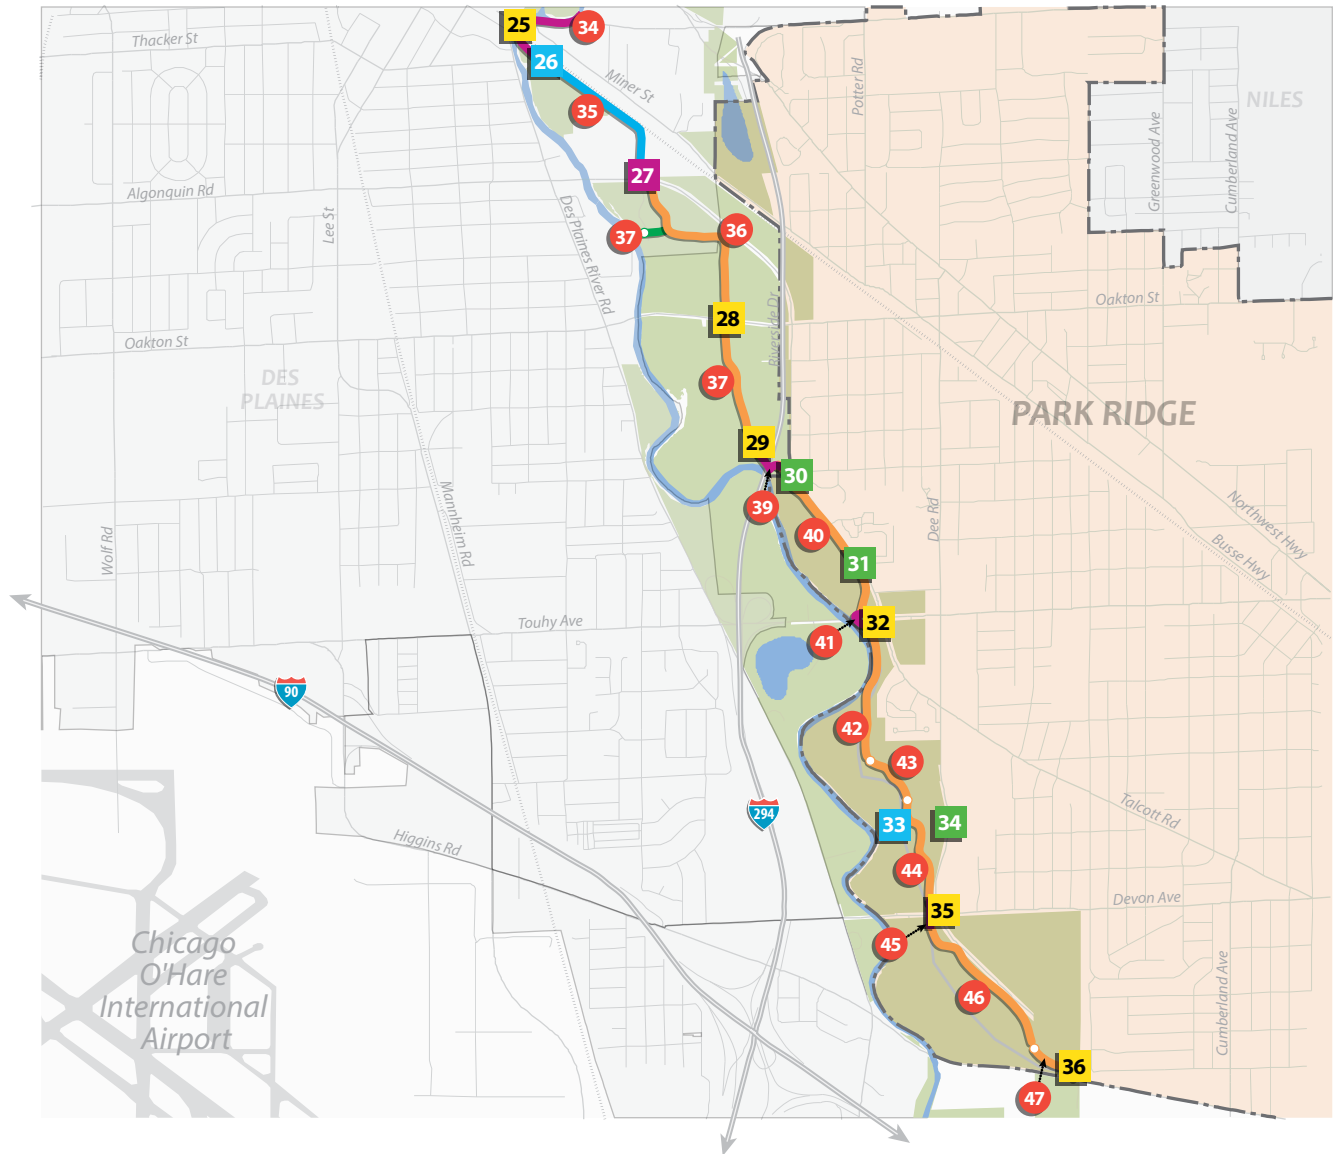 25
34
Thacker St
26
Miner St
Potter Rd
35
NILES
Greenwood Ave
Cumberland Ave
27
Algonquin Rd
Lee St
Des Plaines River Rd
37
36
Oakton St
Riverside Dr
28
Oakton St
DES
PLAINES
37
PARK RIDGE
29
30
39
Mannheim Rd
Dee Rd
Northwest Hwy
Busse Hwy
Wolf Rd
40
31
Touhy Ave
32
41
90
42
43
294
33
34
Talcott Rd
Higgins Rd
44
Devon Ave
35
Chicago
O'Hare
International
Airport
45
46
Cumberland Ave
36
47